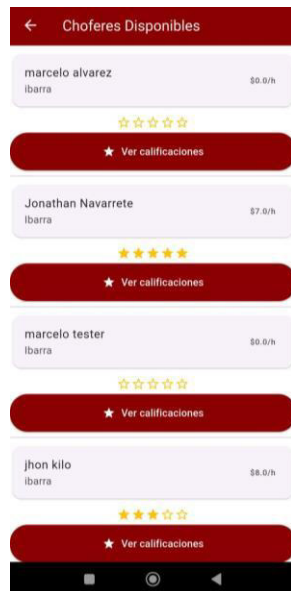 Choferes Disponibles
marcelo alvarez
ibarra
$0.0/h
Ver calificaciones
Jonathan Navarrete
Ibarra
$7.0/h
Ver calificaciones
marcelo tester
Ibarra
$0.0/h
Ver calificaciones
jhon kilo
ibarra
$8.0/h
Ver calificaciones